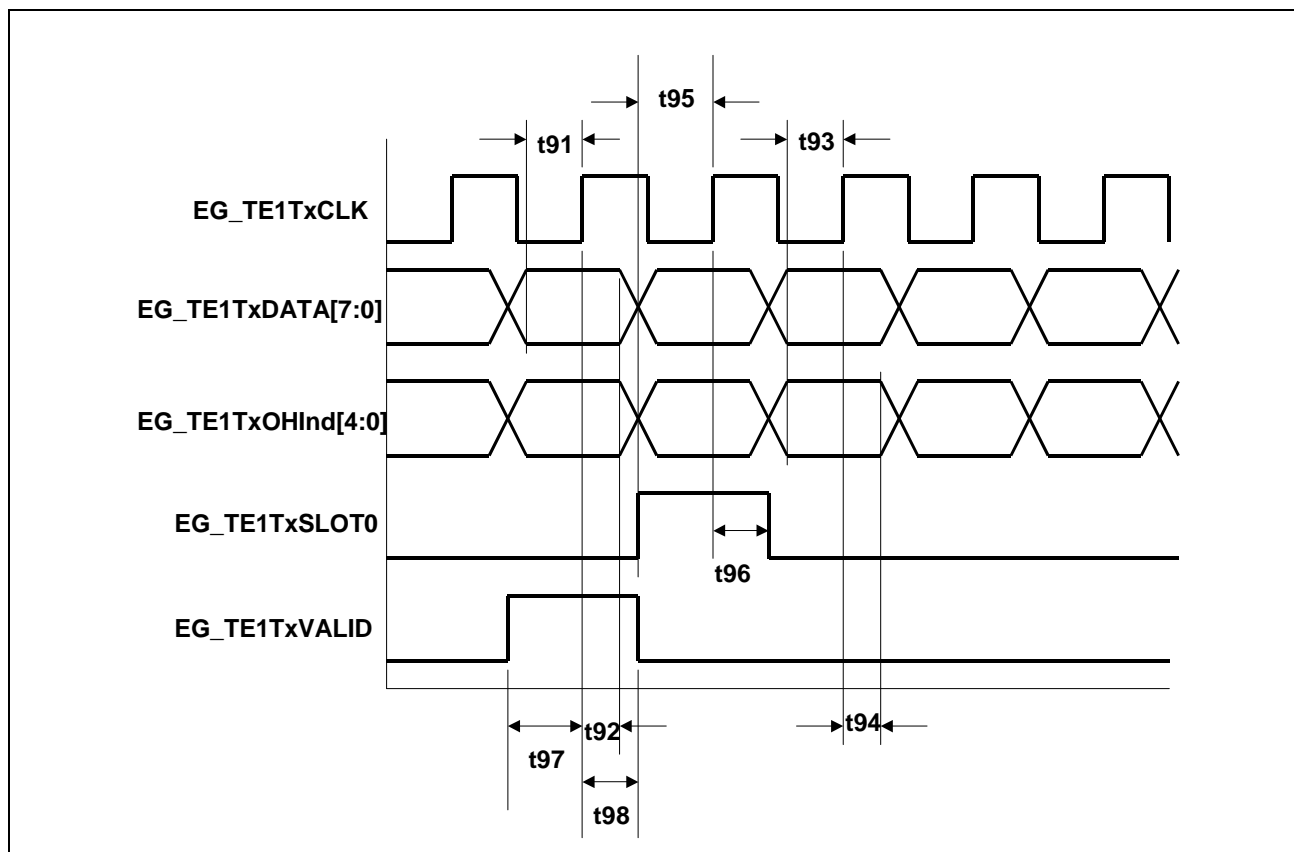 t95
t91
t93
EG_TE1TxCLK
EG_TE1TxDATA[7:0]
EG_TE1TxOHInd[4:0]
EG_TE1TxSLOT0
t96
EG_TE1TxVALID
t92
t94
t97
t98